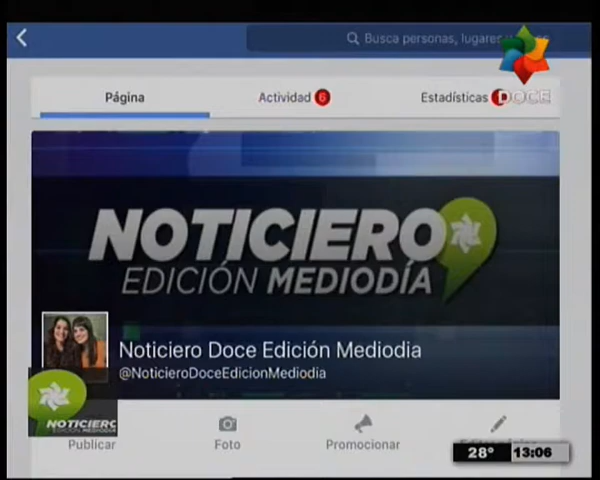 Busca personas, lugares
DOCE
Página
Actividad 6
Estadísticas
NOTICIERO
EDICIÓN MEDIODÍA
Noticiero Doce Edición Mediodia
@NoticieroDoceEdicionMediodia
NOTICIERO
EDICIÓN MEDIODÍA
Publicar
Foto
Promocionar
28°
13:06